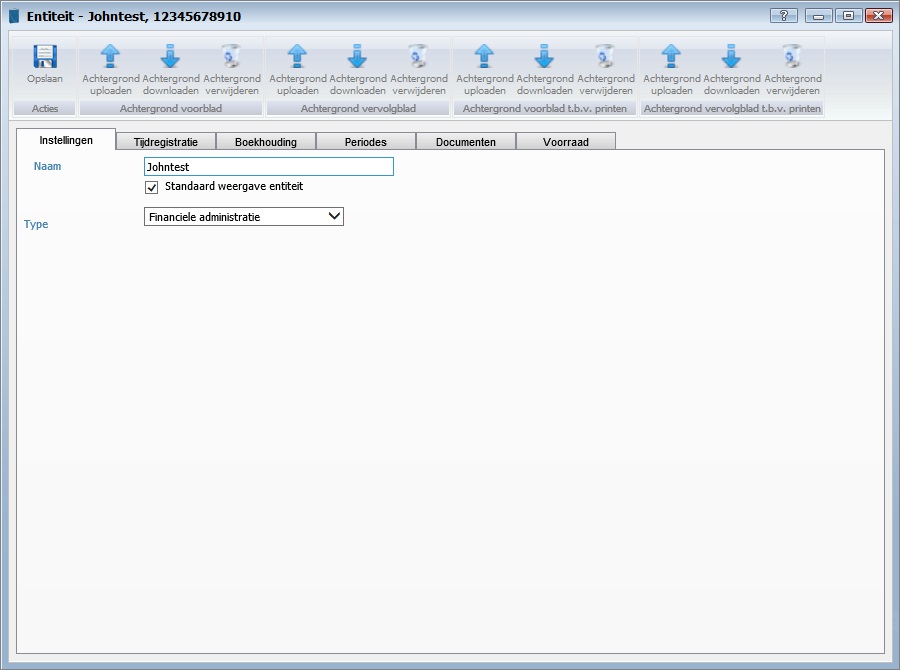 Entiteit - Johntest, 12345678910
?
Opslaan
Acties
Achtergrond uploaden
Achtergrond downloaden
Achtergrond verwijderen
Achtergrond voorblad
Achtergrond uploaden
Achtergrond downloaden
Achtergrond verwijderen
Achtergrond vervolgblad
Achtergrond uploaden
Achtergrond downloaden
Achtergrond verwijderen
Achtergrond voorblad t.b.v. printen
Achtergrond uploaden
Achtergrond downloaden
Achtergrond verwijderen
Achtergrond vervolgblad t.b.v. printen
Instellingen
Tijdregistratie
Boekhouding
Periodes
Documenten
Voorraad
Naam
Johntest
Standaard weergave entiteit
Type
Financiele administratie